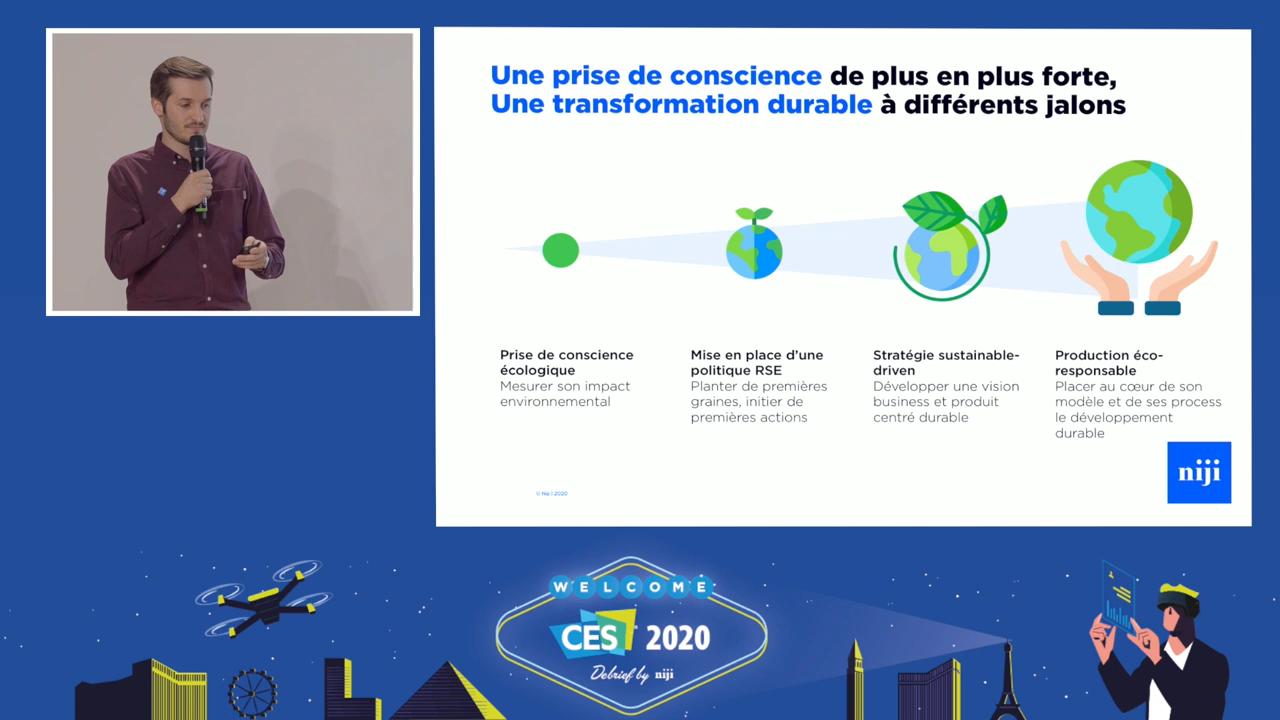 Une prise de conscience de plus en plus forte,
Une transformation durable à différents jalons
Prise de conscience
écologique
Mesurer son impact
environnemental
Mise en place d'une
politique RSE
Planter de premières
graines, initier de
premières actions
Stratégie sustainable-
driven
Développer une vision
business et produit
centré durable
Production éco-
responsable
Placer au cœur de son
modèle et de ses process
le développement
durable
niji
© Niji | 2020
WELCOME
CES 2020
Debrief by niji